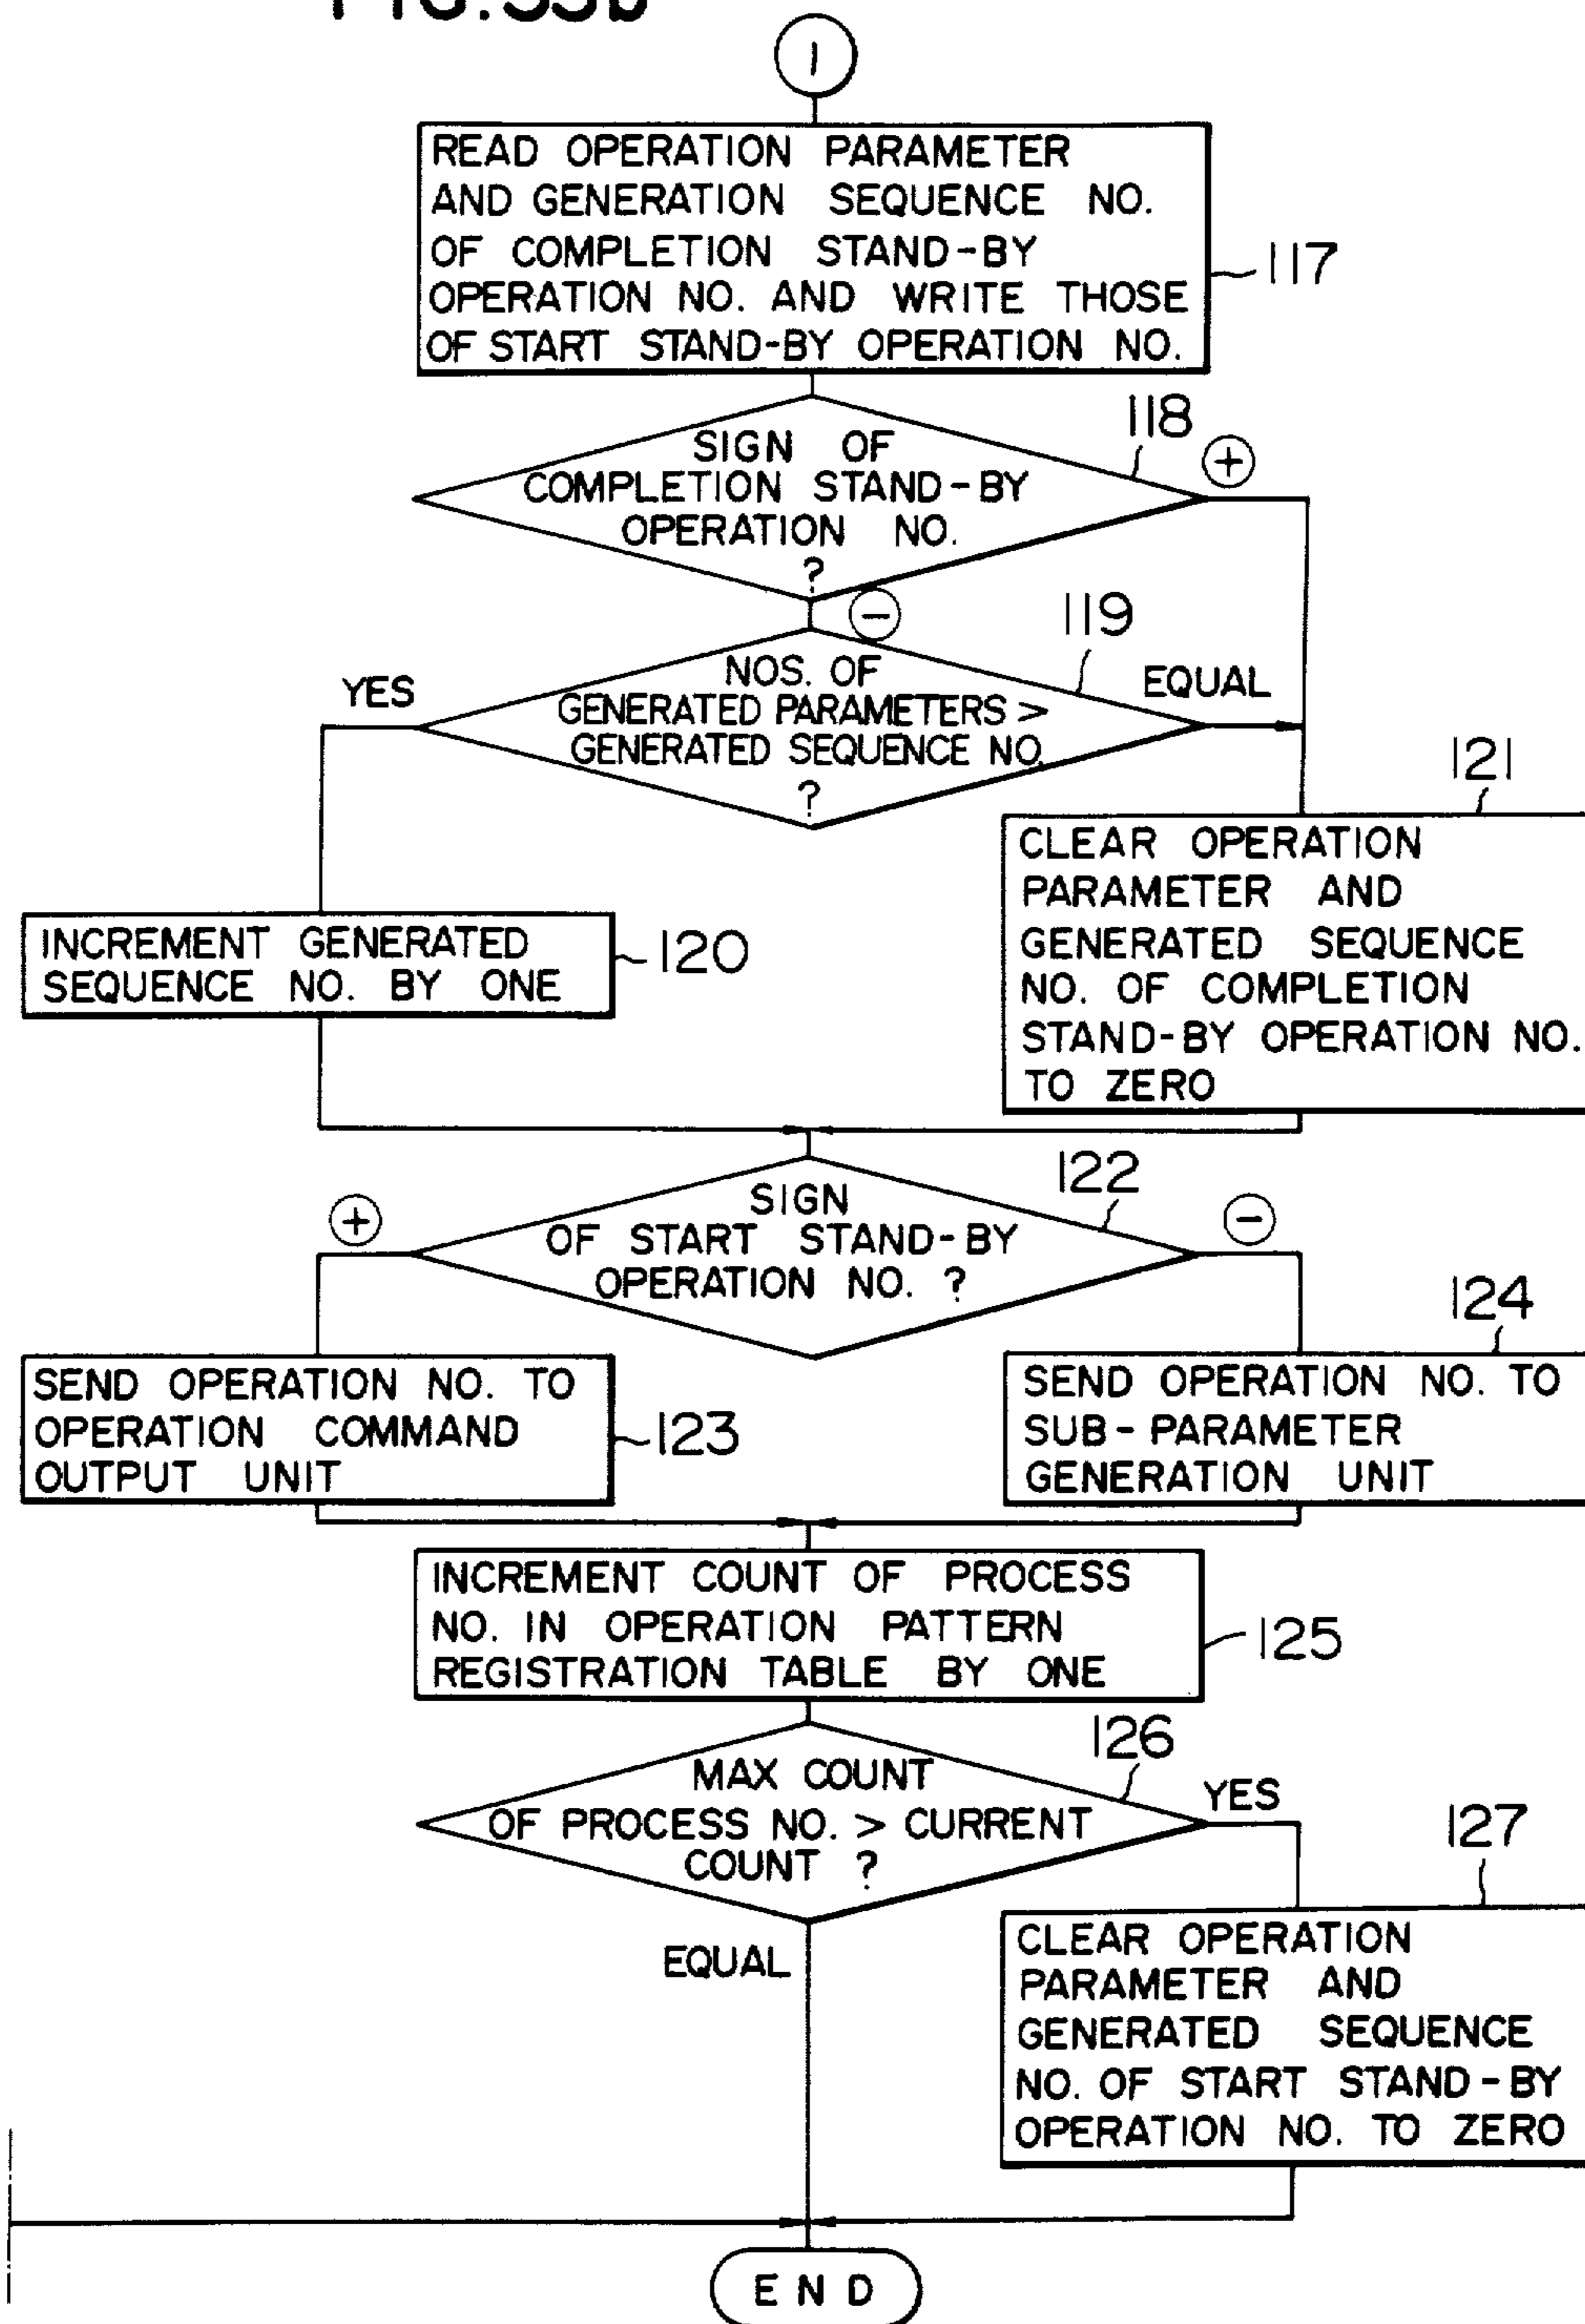 FIG.33b
1
READ OPERATION PARAMETER
AND GENERATION SEQUENCE NO.
OF COMPLETION STAND-BY
OPERATION NO. AND WRITE THOSE
OF START STAND-BY OPERATION NO.
117
118
SIGN OF
COMPLETION STAND-BY
OPERATION NO.
?
+
−
119
NOS. OF
GENERATED PARAMETERS >
GENERATED SEQUENCE NO.
?
YES
EQUAL
121
CLEAR OPERATION
PARAMETER AND
GENERATED SEQUENCE
NO. OF COMPLETION
STAND-BY OPERATION NO.
TO ZERO
INCREMENT GENERATED
SEQUENCE NO. BY ONE
120
122
SIGN
OF START STAND-BY
OPERATION NO. ?
+
−
SEND OPERATION NO. TO
OPERATION COMMAND
OUTPUT UNIT
123
124
SEND OPERATION NO. TO
SUB-PARAMETER
GENERATION UNIT
INCREMENT COUNT OF PROCESS
NO. IN OPERATION PATTERN
REGISTRATION TABLE BY ONE
125
126
MAX COUNT
OF PROCESS NO. > CURRENT
COUNT ?
YES
EQUAL
127
CLEAR OPERATION
PARAMETER AND
GENERATED SEQUENCE
NO. OF START STAND-BY
OPERATION NO. TO ZERO
END